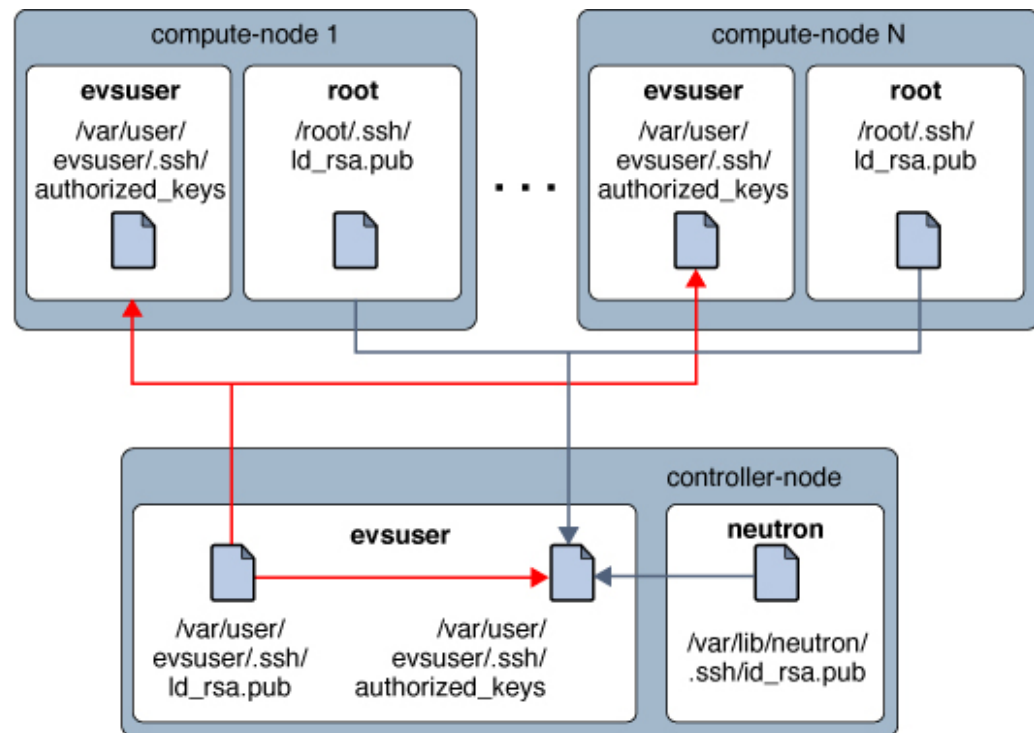 compute-node 1
evsuser
/var/user/
evsuser/.ssh/
authorized_keys
root
/root/.ssh/
ld_rsa.pub
. . .
compute-node N
evsuser
/var/user/
evsuser/.ssh/
authorized_keys
root
/root/.ssh/
ld_rsa.pub
controller-node
evsuser
/var/user/
evsuser/.ssh/
ld_rsa.pub
/var/user/
evsuser/.ssh/
authorized_keys
neutron
/var/lib/neutron/
.ssh/id_rsa.pub